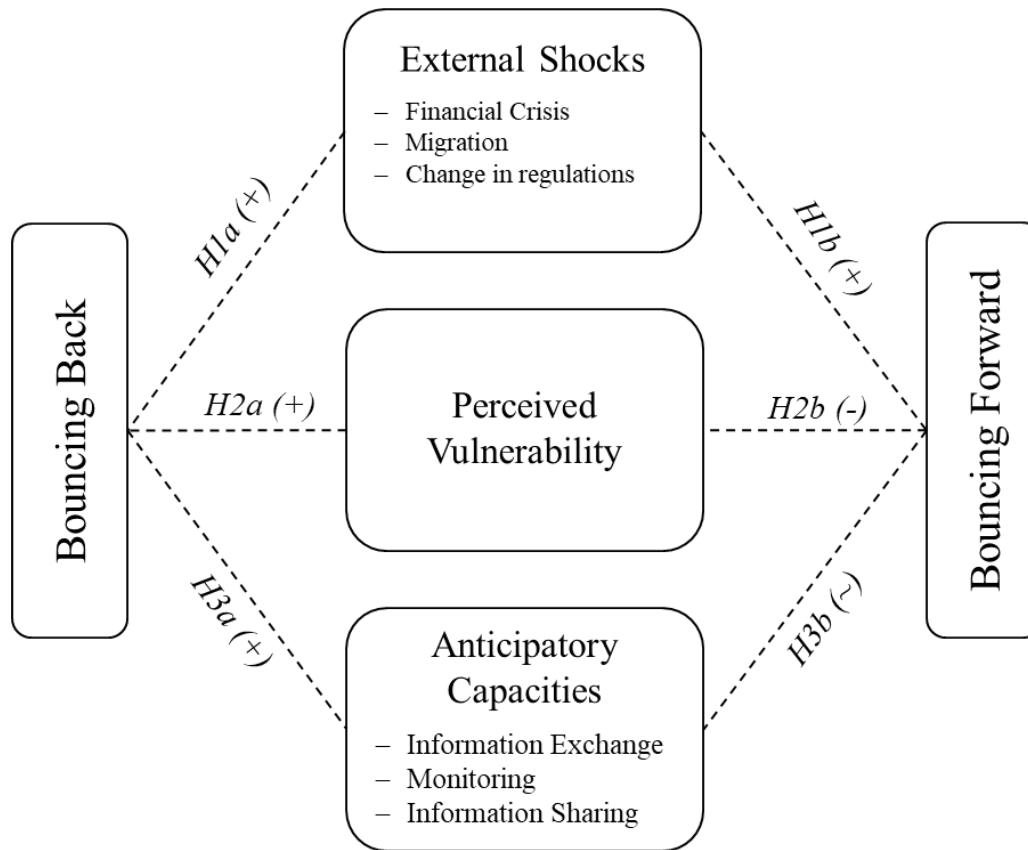 External Shocks
– Financial Crisis
– Migration
– Change in regulations
H1a (+)
H1b (+)
Bouncing Back
H2a (+)
Perceived
Vulnerability
H2b (-)
Bouncing Forward
H3a (+)
H3b (~)
Anticipatory
Capacities
– Information Exchange
– Monitoring
– Information Sharing